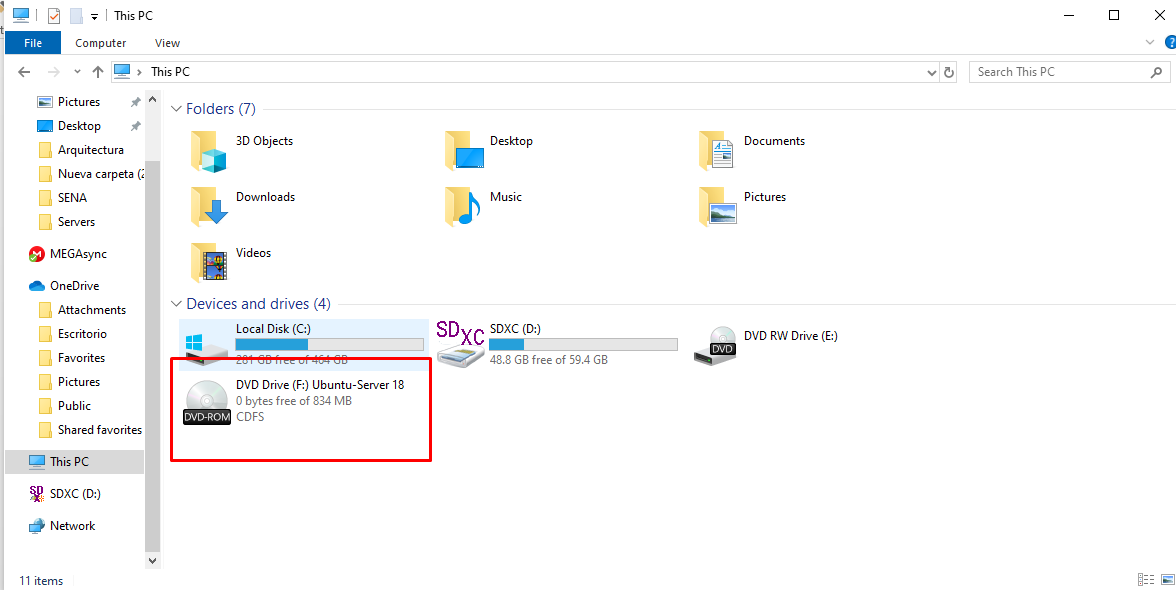 This PC
File Computer View
This PC
Search This PC
Pictures
Desktop
Arquitectura
Nueva carpeta (2
SENA
Servers
MEGAsync
OneDrive
Attachments
Escritorio
Favorites
Pictures
Public
Shared favorites
This PC
SDXC (D:)
Network
Folders (7)
3D Objects
Desktop
Documents
Downloads
Music
Pictures
Videos
Devices and drives (4)
Local Disk (C:)
281 GB free of 464 GB
SDXC
SDXC (D:)
48.8 GB free of 59.4 GB
DVD
DVD RW Drive (E:)
DVD-ROM
DVD Drive (F:) Ubuntu-Server 18
0 bytes free of 834 MB
CDFS
11 items